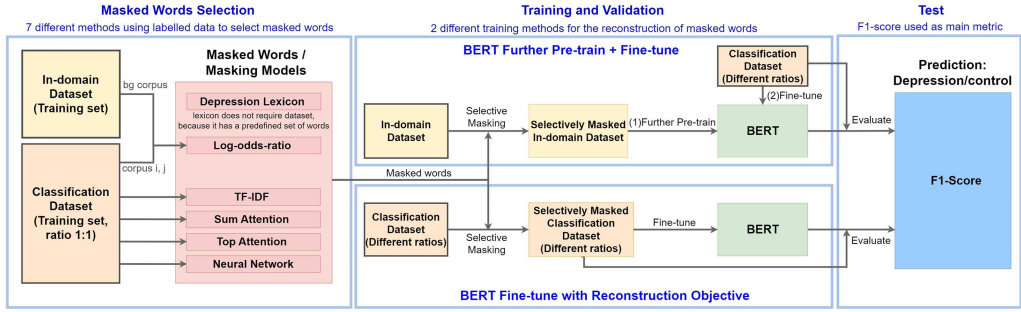 Masked Words Selection
7 different methods using labelled data to select masked words
In-domain
Dataset
(Training set)
bg corpus
Classification
Dataset
(Training set,
ratio 1:1)
corpus i, j
Masked Words /
Masking Models
Depression Lexicon
lexicon does not require dataset,
because it has a predefined set of words
Log-odds-ratio
TF-IDF
Sum Attention
Top Attention
Neural Network
Masked words
Training and Validation
2 different training methods for the reconstruction of masked words
BERT Further Pre-train + Fine-tune
In-domain
Dataset
Selective
Masking
Selectively Masked
In-domain Dataset
(1)Further Pre-train
Classification
Dataset
(Different ratios)
(2)Fine-tune
BERT
Evaluate
Classification
Dataset
(Different ratios)
Selective
Masking
Selectively Masked
Classification
Dataset
(Different ratios)
Fine-tune
BERT
Evaluate
BERT Fine-tune with Reconstruction Objective
Test
F1-score used as main metric
Prediction:
Depression/control
F1-Score